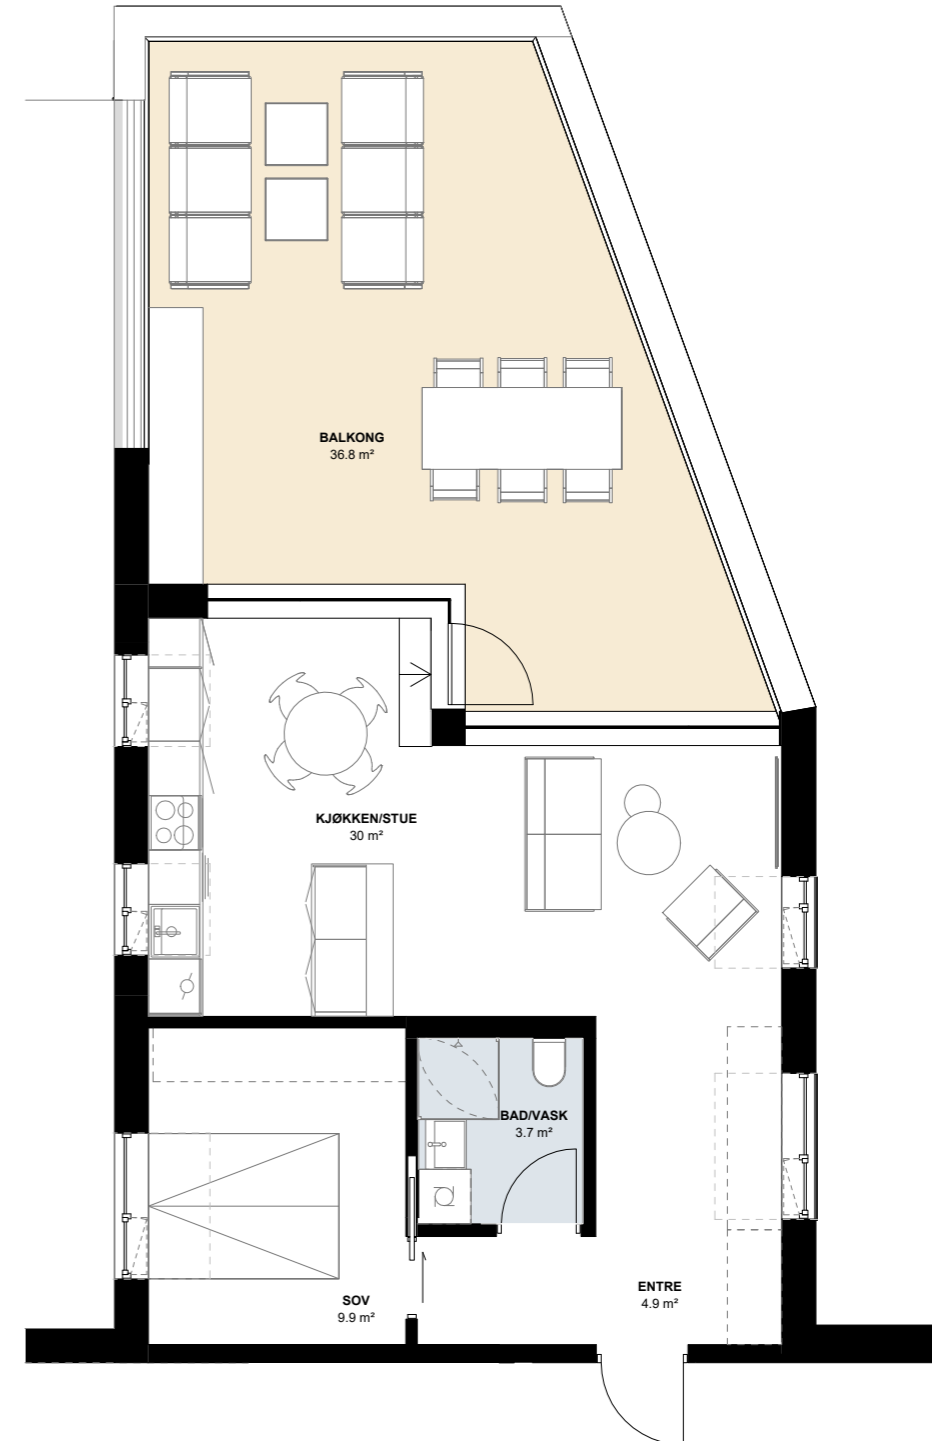 BALKONG
36.8 m²
KJØKKEN/STUE
30 m²
BAD/VASK
3.7 m²
SOV
9.9 m²
ENTRE
4.9 m²